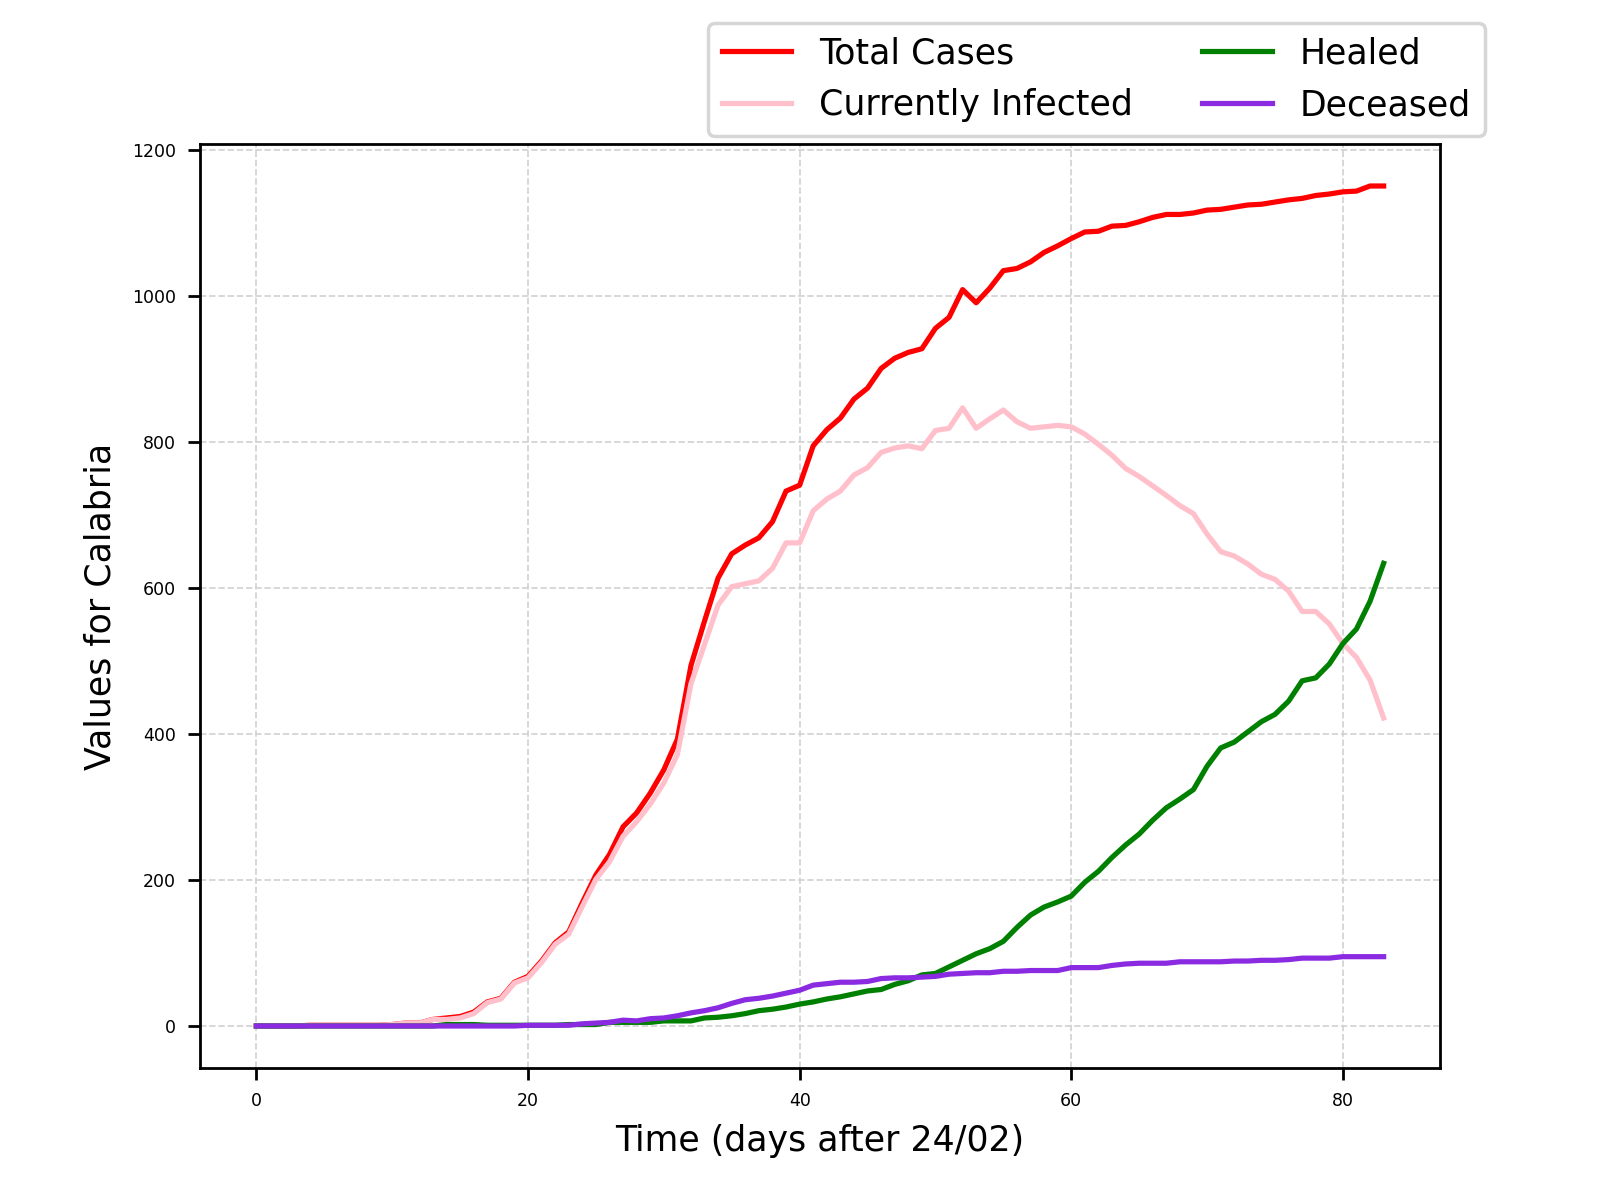 Total Cases
Currently Infected
Healed
Deceased
1200
1000
800
600
400
200
0
Values for Calabria
0 20 40 60 80
Time (days after 24/02)